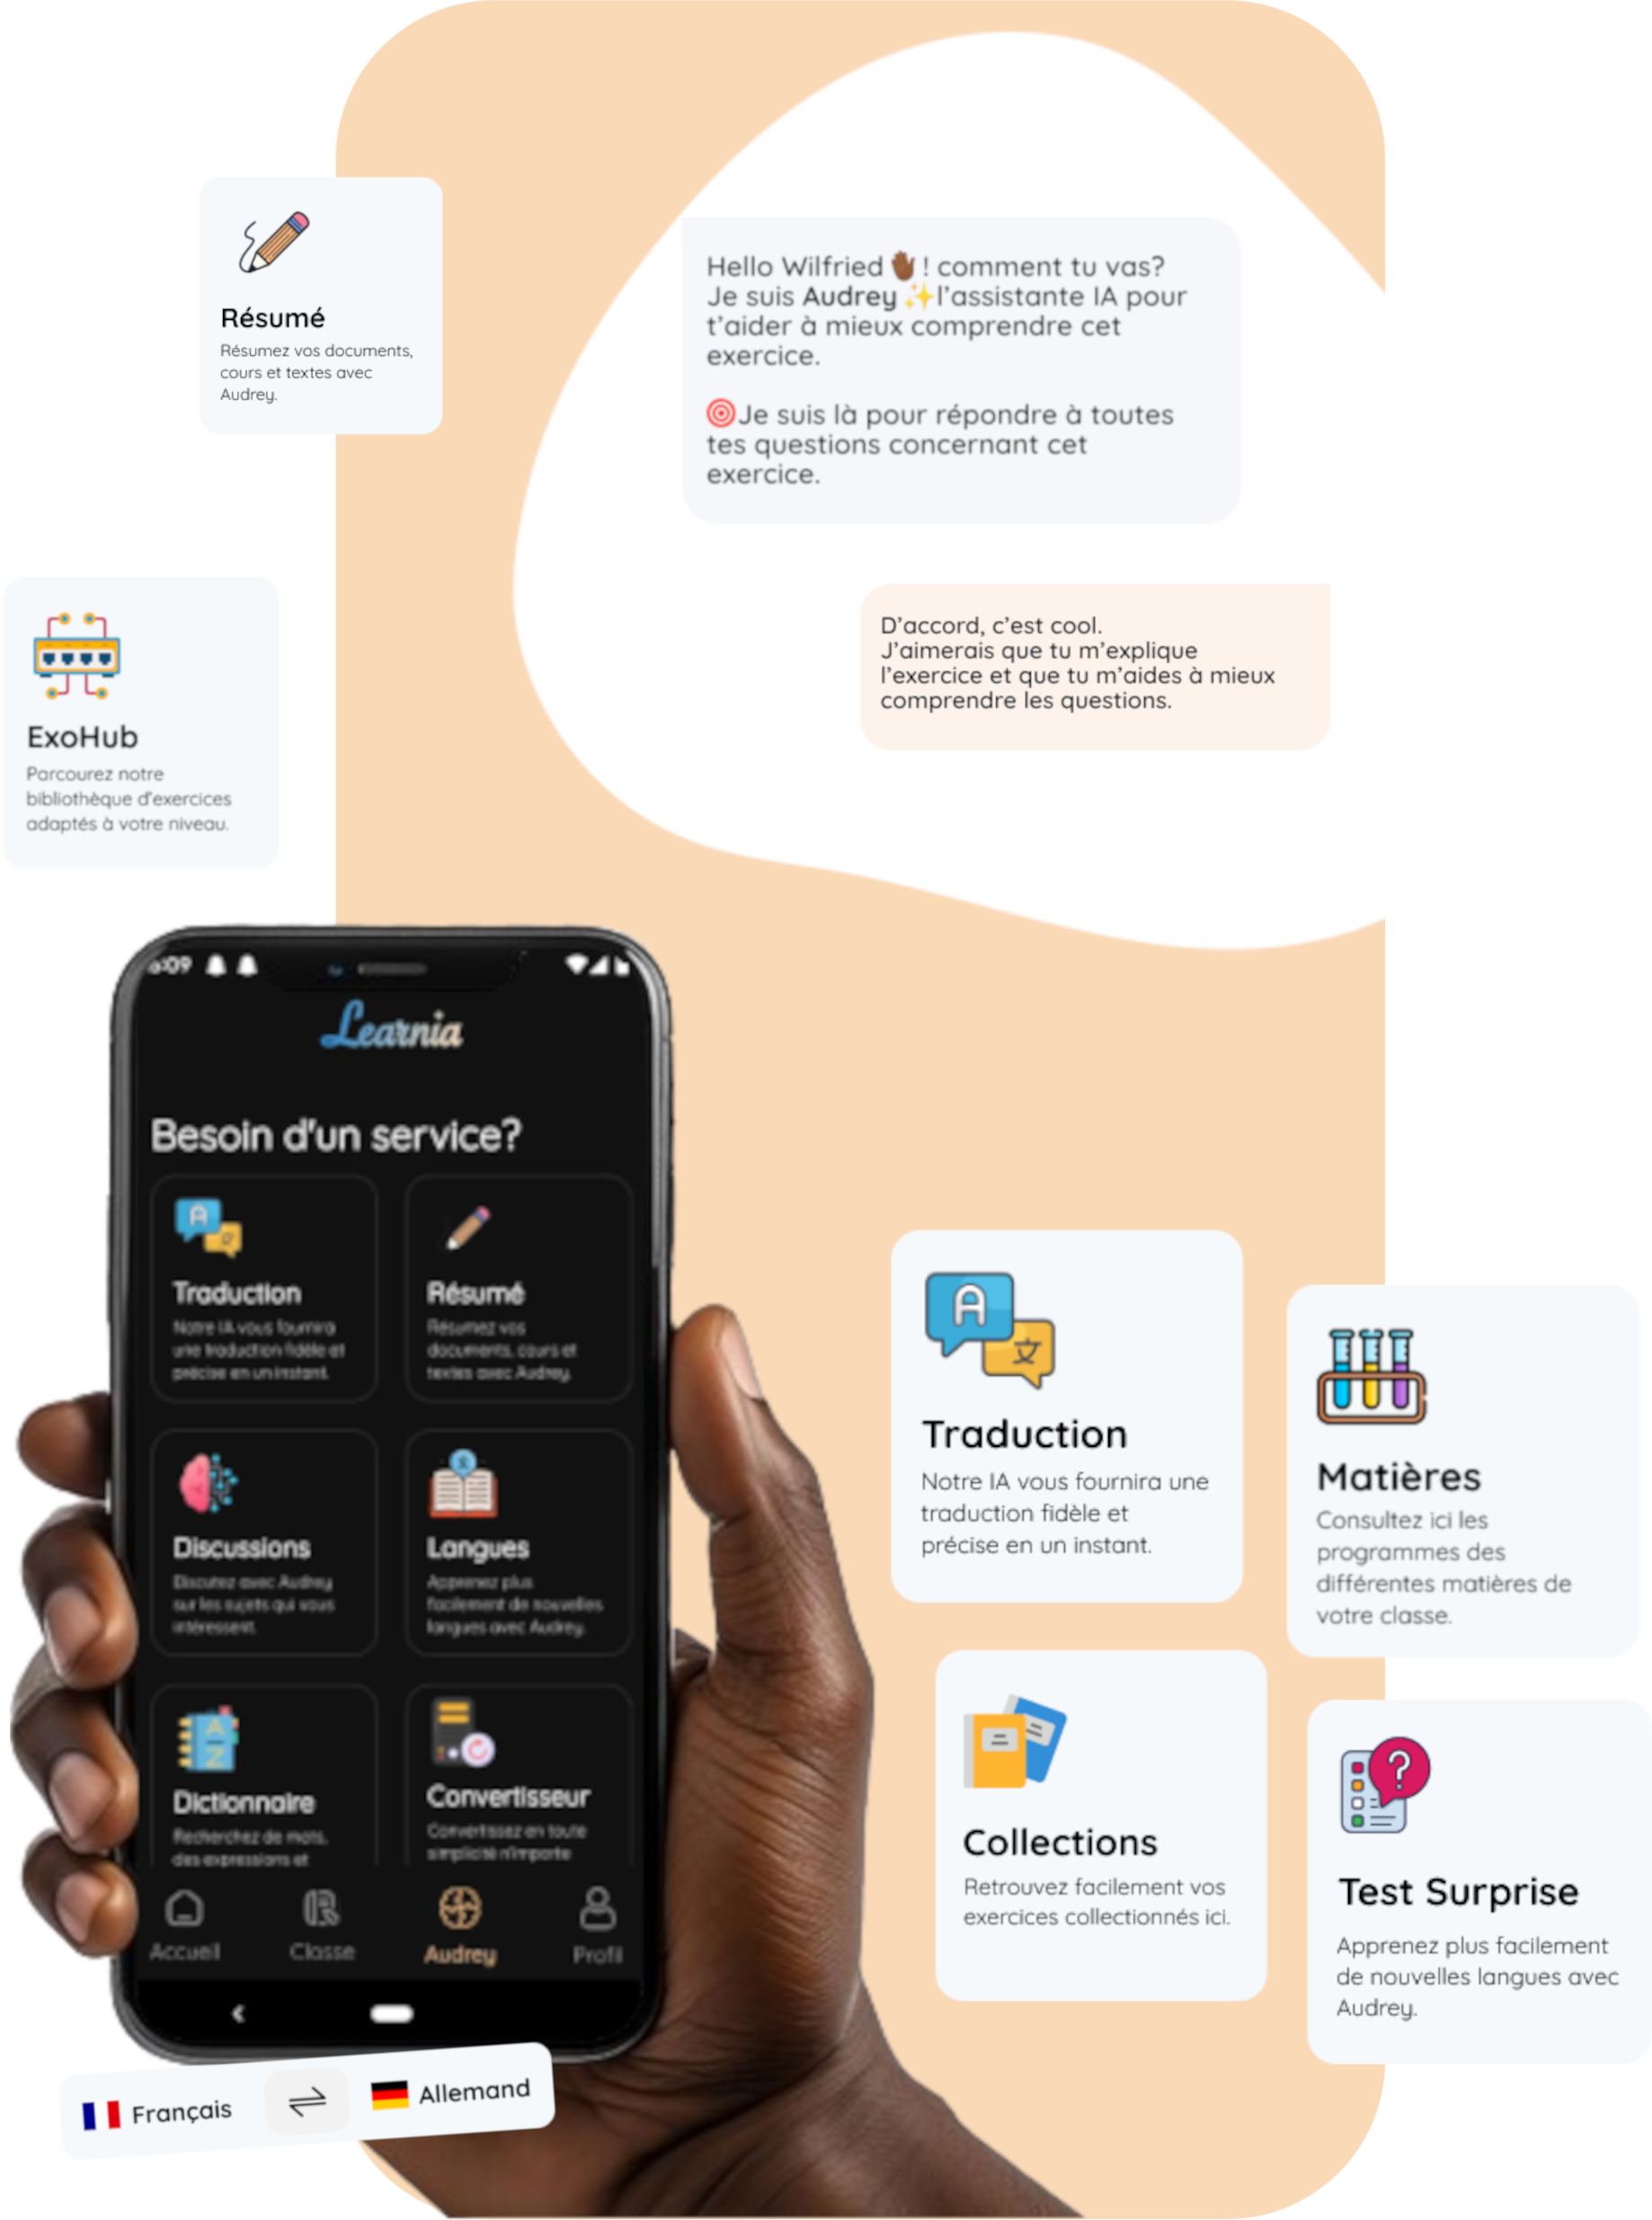 Résumé
Résumez vos documents,
cours et textes avec
Audrey.
Hello Wilfried 🖐🏾 ! comment tu vas?
Je suis Audrey ✨l'assistante IA pour
t'aider à mieux comprendre cet
exercice.
🎯Je suis là pour répondre à toutes
tes questions concernant cet
exercice.
ExoHub
Parcourez notre
bibliothèque d'exercices
adaptés à votre niveau.
D'accord, c'est cool.
J'aimerais que tu m'explique
l'exercice et que tu m'aides à mieux
comprendre les questions.
:09
Learnia
Besoin d'un service?
Traduction
Notre IA vous fournira
une traduction fidèle et
précise en un instant.
Résumé
Résumez vos
documents, cours et
textes avec Audrey.
Discussions
Discutez avec Audrey
sur les sujets qui vous
intéressent.
Langues
Apprenez plus
facilement de nouvelles
langues avec Audrey.
Dictionnaire
Recherchez de mots,
des expressions et
Convertisseur
Convertissez en toute
simplicité n'importe
Accueil
Classe
Audrey
Profil
Français
Allemand
Traduction
Notre IA vous fournira une
traduction fidèle et
précise en un instant.
Matières
Consultez ici les
programmes des
différentes matières de
votre classe.
Collections
Retrouvez facilement vos
exercices collectionnés ici.
Test Surprise
Apprenez plus facilement
de nouvelles langues avec
Audrey.